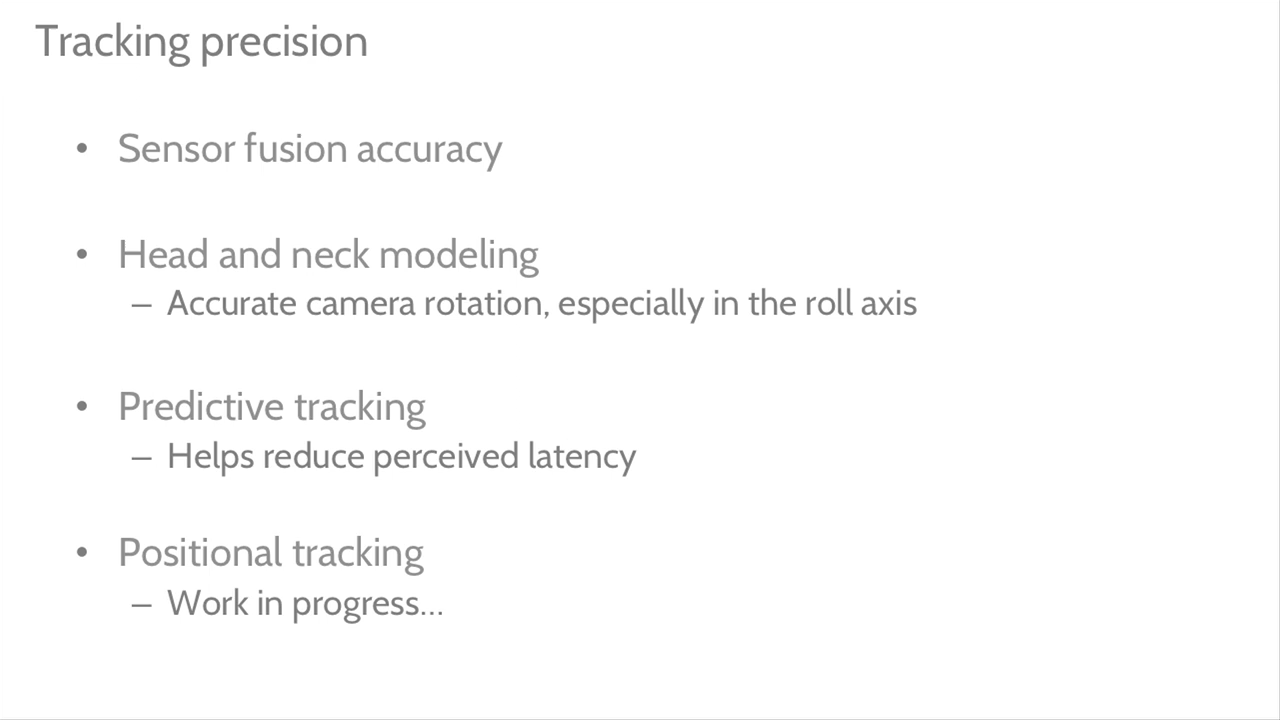 Tracking precision
• Sensor fusion accuracy
• Head and neck modeling
– Accurate camera rotation, especially in the roll axis
• Predictive tracking
– Helps reduce perceived latency
• Positional tracking
– Work in progress...